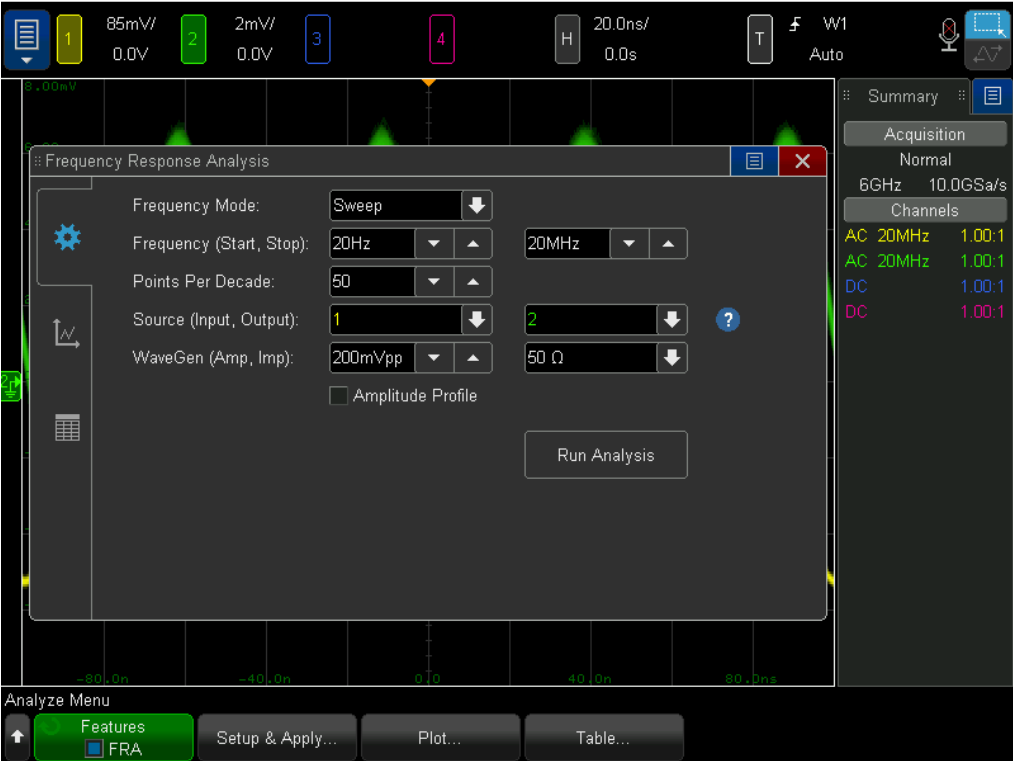 1
85mV/
0.0V
2
2mV/
0.0V
3
4
H
20.0ns/
0.0s
T
W1
Auto
8.00mV
Summary
Acquisition
Normal
6GHz 10.0GSa/s
Channels
AC 20MHz 1.00:1
AC 20MHz 1.00:1
DC 1.00:1
DC 1.00:1
Frequency Response Analysis
Frequency Mode: Sweep
Frequency (Start, Stop): 20Hz 20MHz
Points Per Decade: 50
Source (Input, Output): 1 2 ?
WaveGen (Amp, Imp): 200mVpp 50 Ω
Amplitude Profile
Run Analysis
2
-80.0n -40.0n 0.0 40.0n 80.0ns
Analyze Menu
Features
FRA
Setup & Apply...
Plot...
Table...